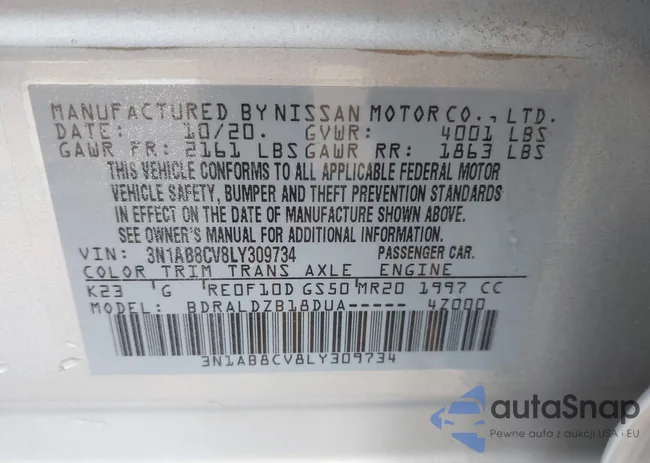 MANUFACTURED BY NISSAN MOTOR CO., LTD.
DATE: 10/20. GVWR: 4001 LBS
GAWR FR: 2161 LBS GAWR RR: 1863 LBS
THIS VEHICLE CONFORMS TO ALL APPLICABLE FEDERAL MOTOR
VEHICLE SAFETY, BUMPER AND THEFT PREVENTION STANDARDS
IN EFFECT ON THE DATE OF MANUFACTURE SHOWN ABOVE.
SEE OWNER'S MANUAL FOR ADDITIONAL INFORMATION.
VIN: 3N1AB8CV8LY309734 PASSENGER CAR.
COLOR TRIM TRANS AXLE ENGINE
K23 'G 'RE0F10D GS50 'MR20 1997 CC
MODEL: BDRALDZB18DUA----- 4Z000
3N1AB8CV8LY309734
autaSnap
Pewne auta z aukcji USA i EU